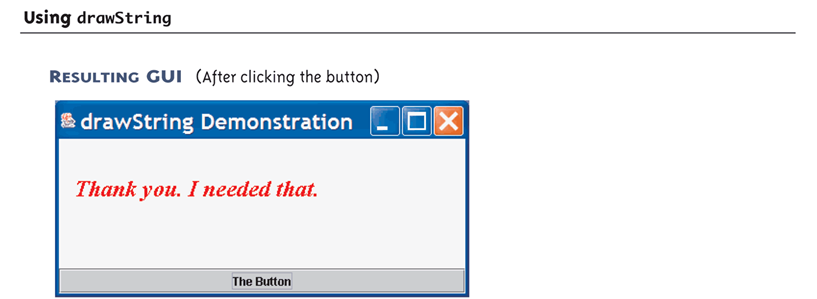 Using drawString
RESULTING GUI (After clicking the button)
drawString Demonstration
Thank you. I needed that.
The Button